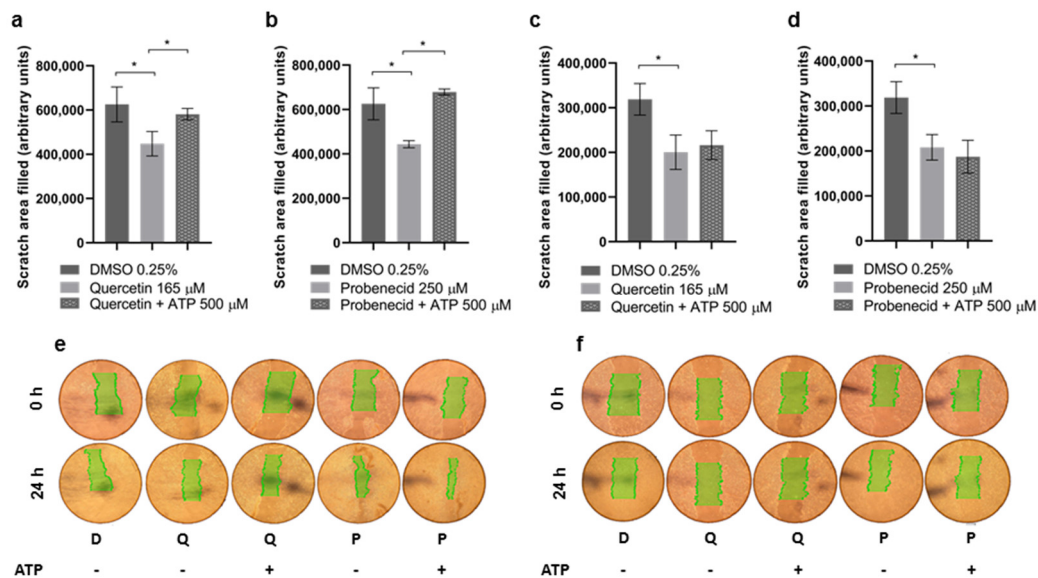 a
b
c
d
Scratch area filled (arbitrary units)
800,000
600,000
400,000
200,000
0
*
*
DMSO 0.25%
Quercetin 165 μM
Quercetin + ATP 500 μM
Scratch area filled (arbitrary units)
800,000
600,000
400,000
200,000
0
*
*
DMSO 0.25%
Probenecid 250 μM
Probenecid + ATP 500 μM
Scratch area filled (arbitrary units)
400,000
300,000
200,000
100,000
0
*
DMSO 0.25%
Quercetin 165 μM
Quercetin + ATP 500 μM
Scratch area filled (arbitrary units)
400,000
300,000
200,000
100,000
0
*
DMSO 0.25%
Probenecid 250 μM
Probenecid + ATP 500 μM
e
0 h
24 h
D Q Q P P
ATP - - + - +
f
0 h
24 h
D Q Q P P
ATP - - + - +